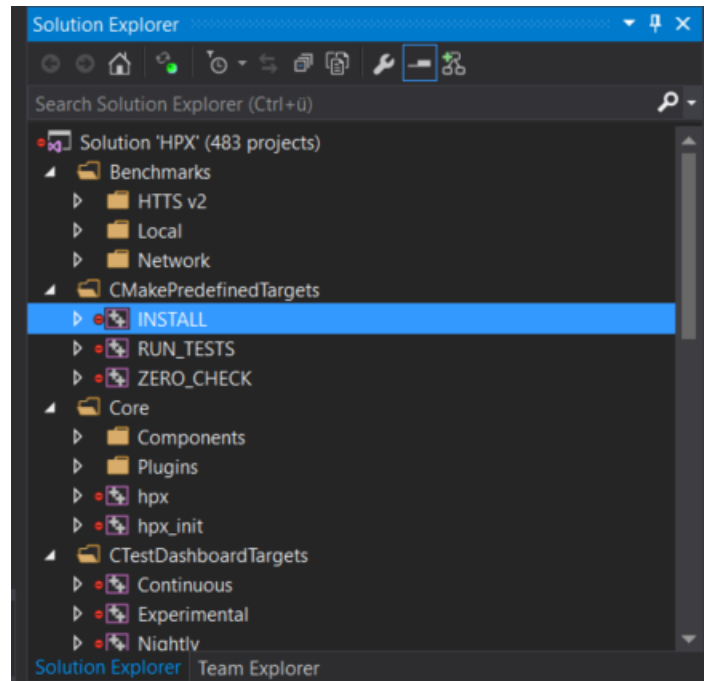 Solution Explorer
Search Solution Explorer (Ctrl+ü)
Solution 'HPX' (483 projects)
Benchmarks
HTTS v2
Local
Network
CMakePredefinedTargets
INSTALL
RUN_TESTS
ZERO_CHECK
Core
Components
Plugins
hpx
hpx_init
CTestDashboardTargets
Continuous
Experimental
Nightly
Solution Explorer Team Explorer